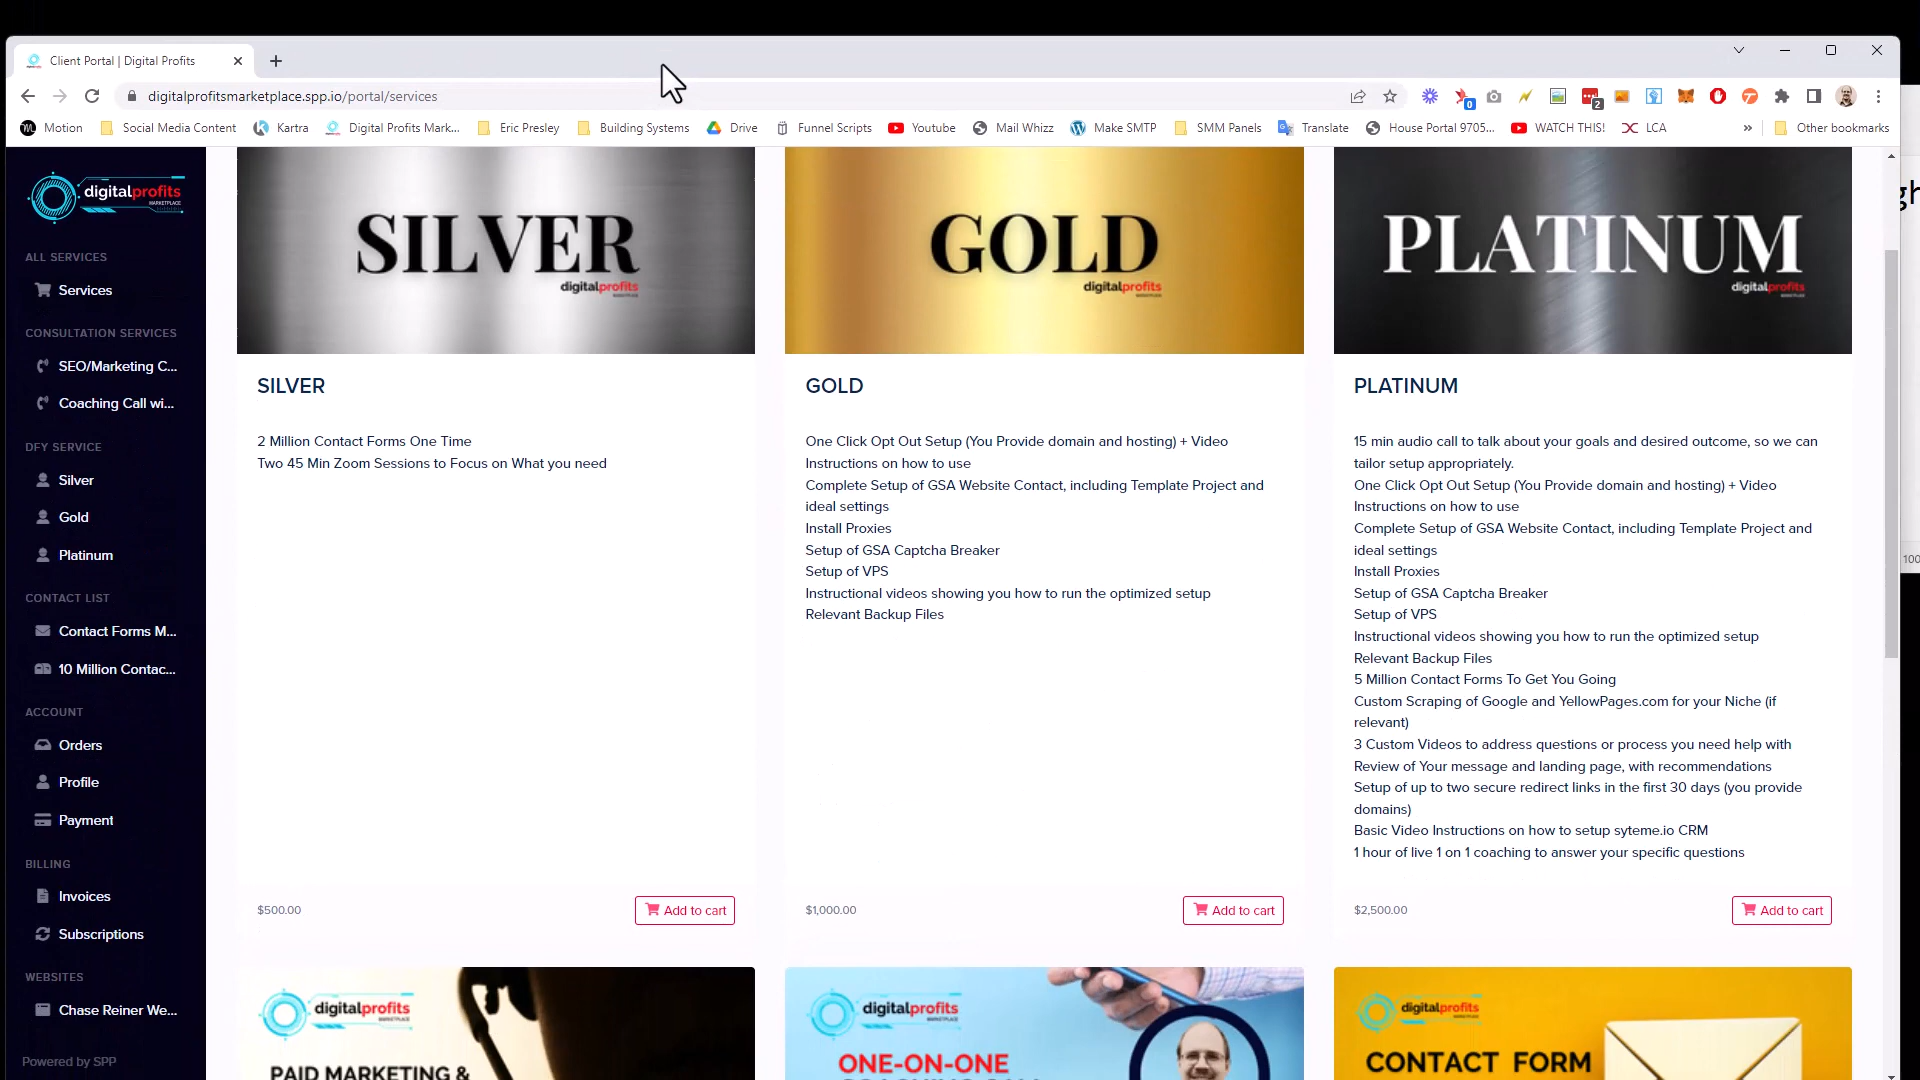 Client Portal | Digital Profits
digitalprofitsmarketplace.spp.io/portal/services
0
2
Motion
Social Media Content
Kartra
Digital Profits Mark...
Eric Presley
Building Systems
Drive
Funnel Scripts
Youtube
Mail Whizz
Make SMTP
SMM Panels
Translate
House Portal 9705...
WATCH THIS!
LCA
»
Other bookmarks
digitalprofits
MARKETPLACE
ALL SERVICES
Services
CONSULTATION SERVICES
SEO/Marketing C...
Coaching Call wi...
DFY SERVICE
Silver
Gold
Platinum
CONTACT LIST
Contact Forms M...
10 Million Contac...
ACCOUNT
Orders
Profile
Payment
BILLING
Invoices
Subscriptions
WEBSITES
Chase Reiner We...
Powered by SPP
SILVER
digitalprofits
SILVER
2 Million Contact Forms One Time
Two 45 Min Zoom Sessions to Focus on What you need
$500.00
Add to cart
GOLD
digitalprofits
GOLD
One Click Opt Out Setup (You Provide domain and hosting) + Video
Instructions on how to use
Complete Setup of GSA Website Contact, including Template Project and
ideal settings
Install Proxies
Setup of GSA Captcha Breaker
Setup of VPS
Instructional videos showing you how to run the optimized setup
Relevant Backup Files
$1,000.00
Add to cart
PLATINUM
digitalprofits
PLATINUM
15 min audio call to talk about your goals and desired outcome, so we can
tailor setup appropriately.
One Click Opt Out Setup (You Provide domain and hosting) + Video
Instructions on how to use
Complete Setup of GSA Website Contact, including Template Project and
ideal settings
Install Proxies
Setup of GSA Captcha Breaker
Setup of VPS
Instructional videos showing you how to run the optimized setup
Relevant Backup Files
5 Million Contact Forms To Get You Going
Custom Scraping of Google and YellowPages.com for your Niche (if
relevant)
3 Custom Videos to address questions or process you need help with
Review of Your message and landing page, with recommendations
Setup of up to two secure redirect links in the first 30 days (you provide
domains)
Basic Video Instructions on how to setup syteme.io CRM
1 hour of live 1 on 1 coaching to answer your specific questions
$2,500.00
Add to cart
digitalprofits
MARKETPLACE
PAID MARKETING &
digitalprofits
MARKETPLACE
ONE-ON-ONE
digitalprofits
MARKETPLACE
CONTACT FORM
100